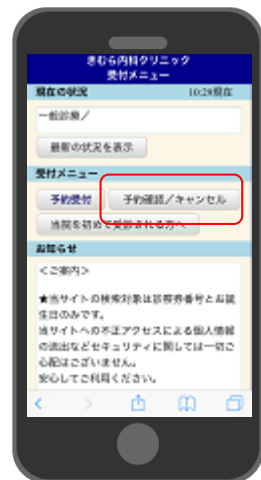 きむら内科クリニック
受付メニュー
現在の状況 10:29現在
一般診療／
最新の状況を表示
受付メニュー
予約受付 予約確認／キャンセル
当院を初めて受診される方へ
お知らせ
＜ご案内＞
★当サイトの検索対象は診察券番号とお誕
生日のみです。
当サイトへの不正アクセスによる個人情報
の流出などセキュリティに関しては一切ご
心配はございません。
安心してご利用ください。